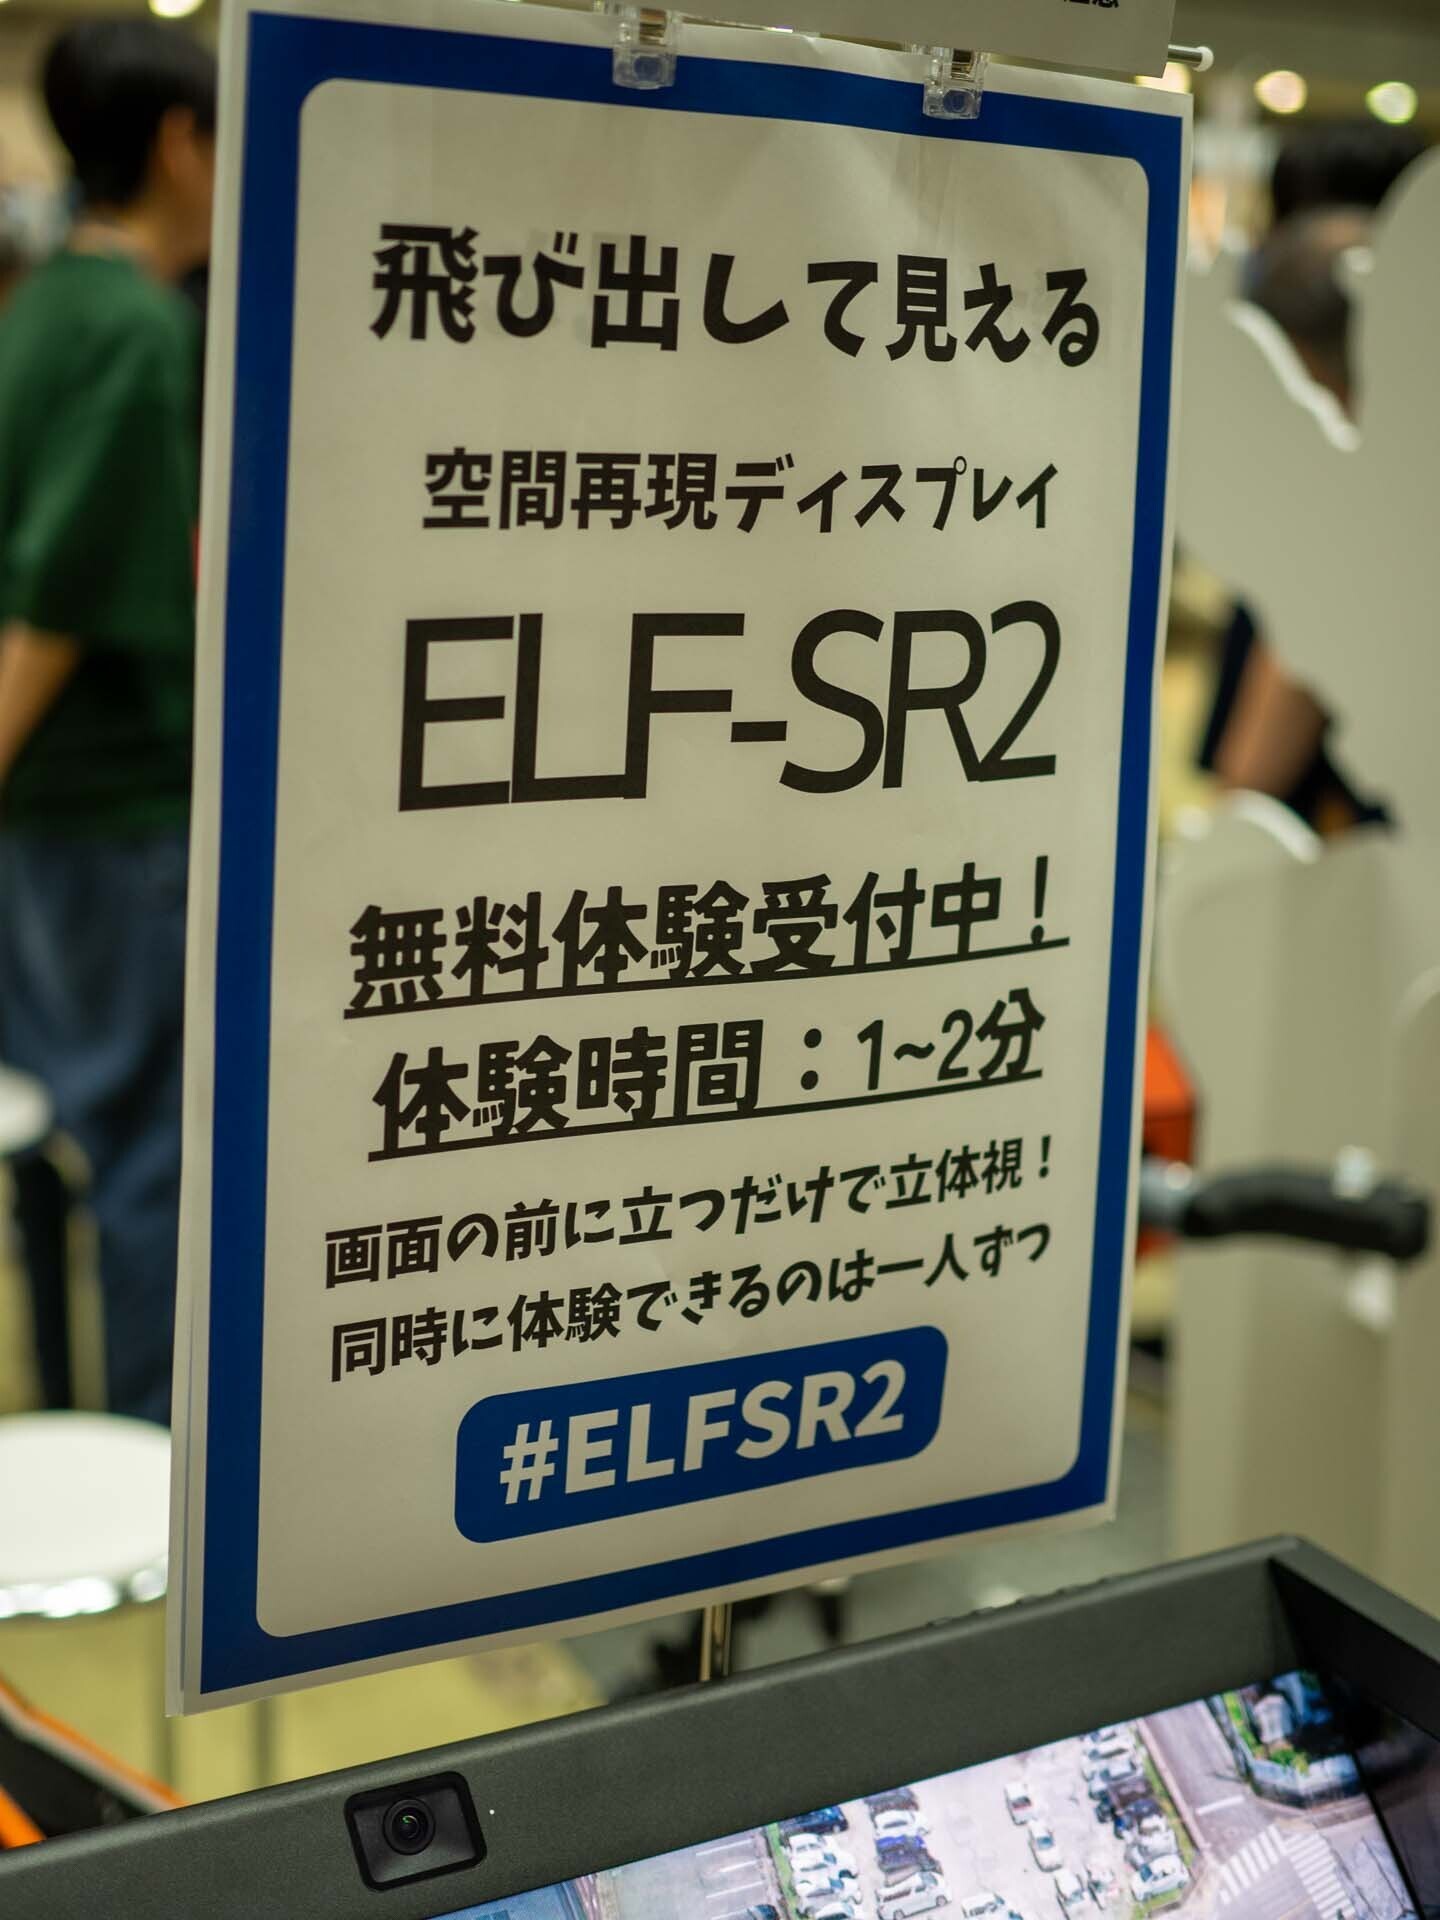 飛び出して見える
空間再現ディスプレイ
ELF-SR2
無料体験受付中！
体験時間：1~2分
画面の前に立つだけで立体視！
同時に体験できるのは一人ずつ
#ELFSR2